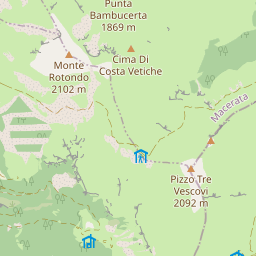 Punta
Bambucerta
1869 m
Cima Di
Costa Vetiche
Monte
Rotondo
2102 m
Macerata
Pizzo Tre
Vescovi
2092 m